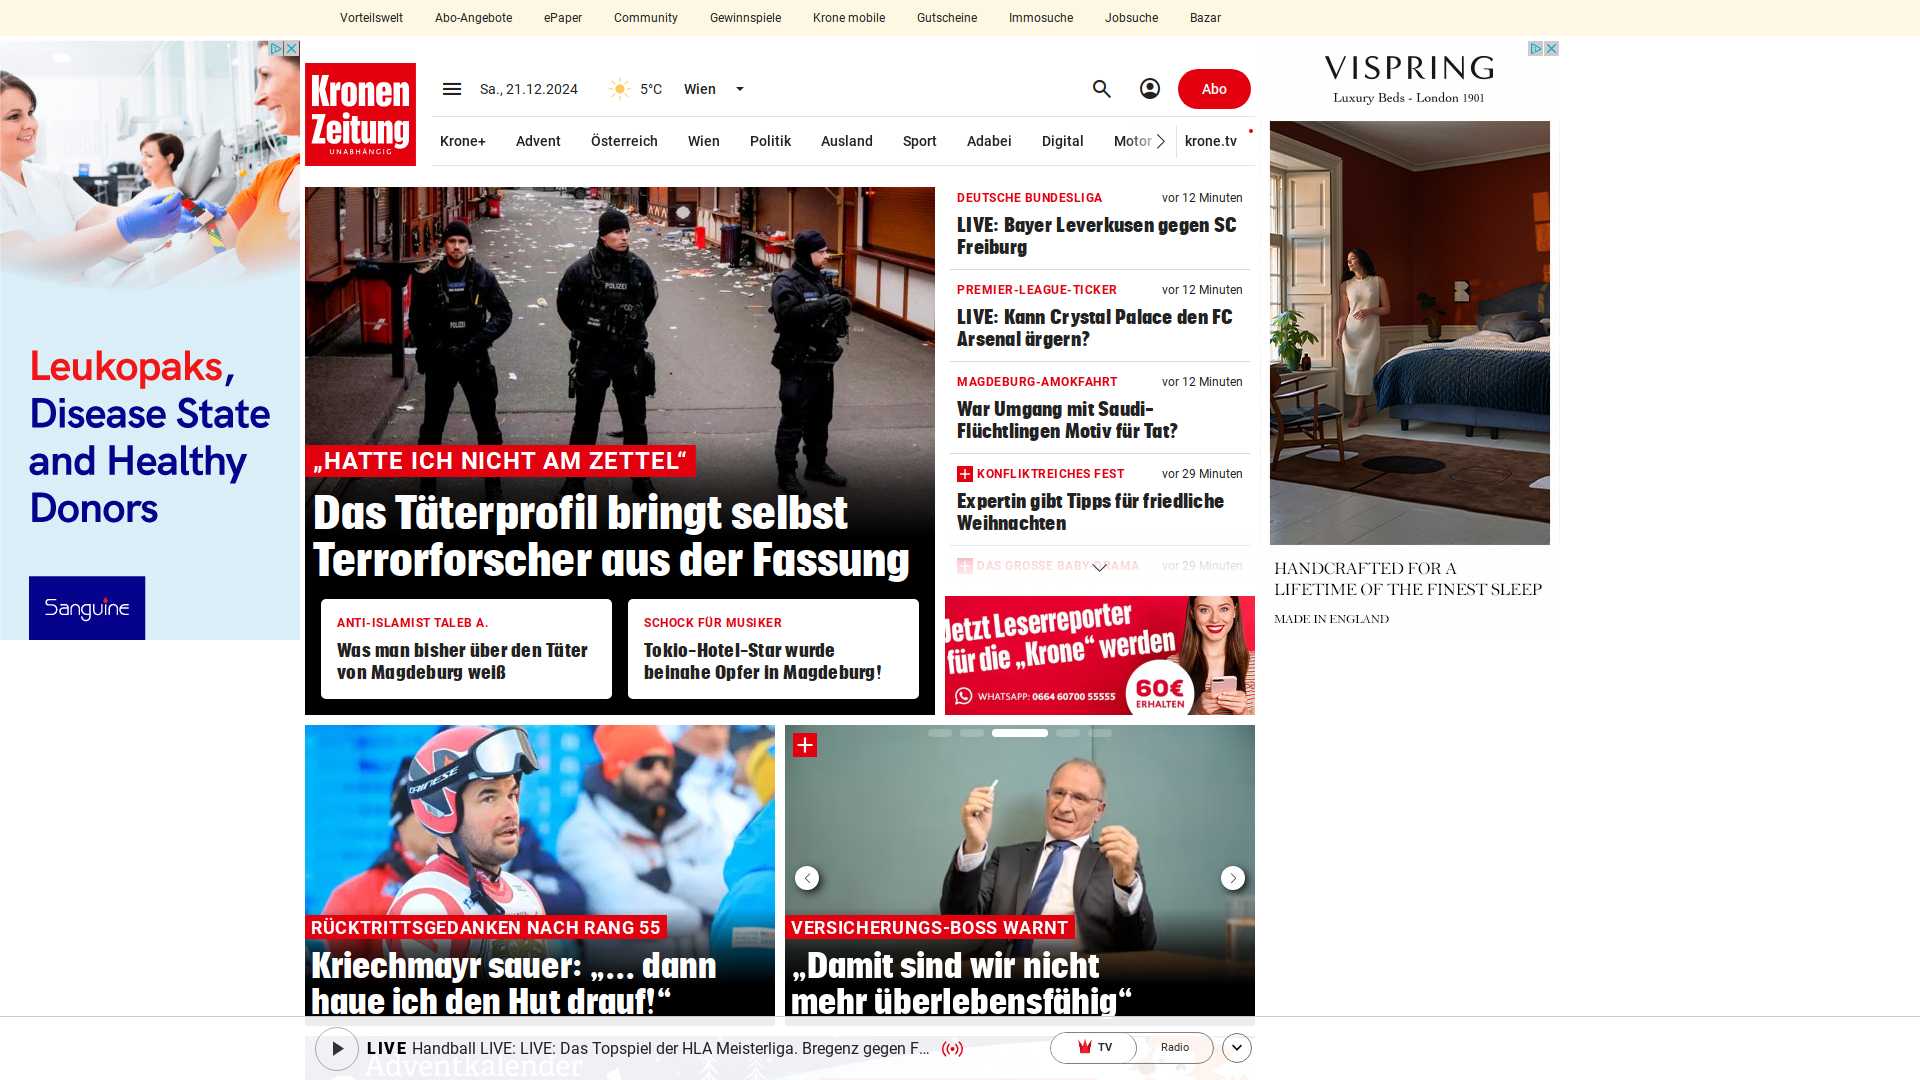 Vorteilswelt
Abo-Angebote
ePaper
Community
Gewinnspiele
Krone mobile
Gutscheine
Immosuche
Jobsuche
Bazar
Kronen
Zeitung
UNABHÄNGIG
Sa., 21.12.2024
5°C
Wien
Abo
Krone+
Advent
Österreich
Wien
Politik
Ausland
Sport
Adabei
Digital
Motor
krone.tv
Leukopaks,
Disease State
and Healthy
Donors
Sanguine
POLIZEI
POLIZEI
„HATTE ICH NICHT AM ZETTEL“
Das Täterprofil bringt selbst
Terrorforscher aus der Fassung
ANTI-ISLAMIST TALEB A.
Was man bisher über den Täter
von Magdeburg weiß
SCHOCK FÜR MUSIKER
Tokio-Hotel-Star wurde
beinahe Opfer in Magdeburg!
DEUTSCHE BUNDESLIGA
vor 12 Minuten
LIVE: Bayer Leverkusen gegen SC
Freiburg
PREMIER-LEAGUE-TICKER
vor 12 Minuten
LIVE: Kann Crystal Palace den FC
Arsenal ärgern?
MAGDEBURG-AMOKFAHRT
vor 12 Minuten
War Umgang mit Saudi-
Flüchtlingen Motiv für Tat?
KONFLIKTREICHES FEST
vor 29 Minuten
Expertin gibt Tipps für friedliche
Weihnachten
DAS GROSSE BABY-DRAMA
vor 29 Minuten
Jetzt Leserreporter
für die „Krone“ werden
WHATSAPP: 0664 60700 55555
60€
ERHALTEN
VISPRING
Luxury Beds - London 1901
HANDCRAFTED FOR A
LIFETIME OF THE FINEST SLEEP
MADE IN ENGLAND
DAINESE
RÜCKTRITTSGEDANKEN NACH RANG 55
Kriechmayr sauer: „... dann
haue ich den Hut drauf!“
VERSICHERUNGS-BOSS WARNT
„Damit sind wir nicht
mehr überlebensfähig“
LIVE Handball LIVE: LIVE: Das Topspiel der HLA Meisterliga. Bregenz gegen F...
TV
Radio
Adventkalender